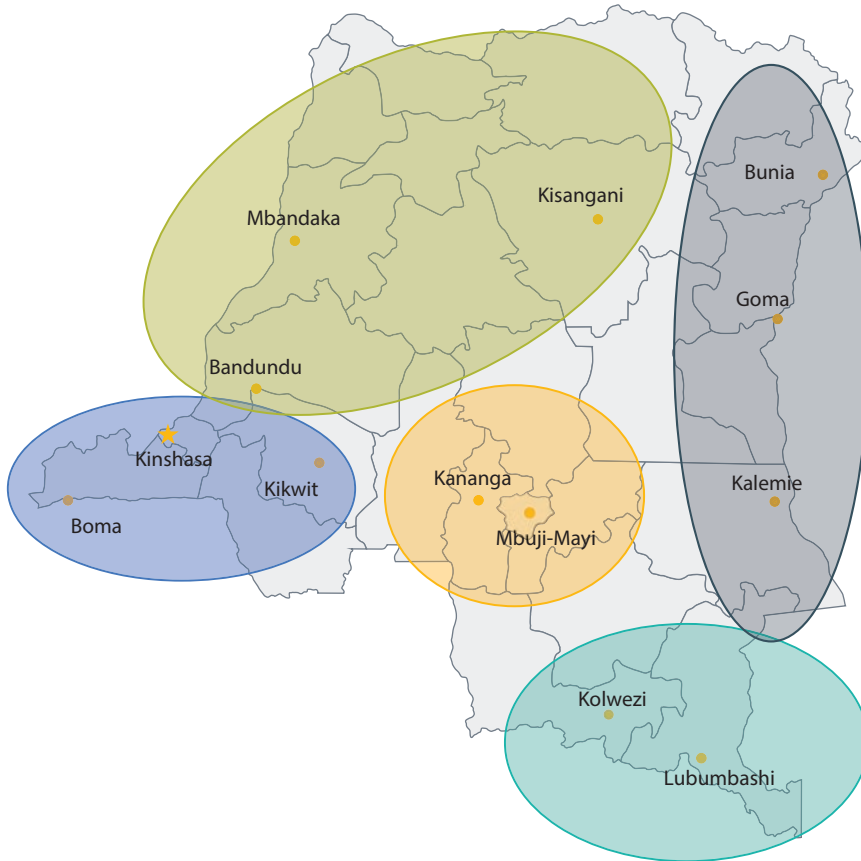 Bunia
Kisangani
Mbandaka
Goma
Bandundu
Kinshasa
Kikwit
Kananga
Kalemie
Boma
Mbuji-Mayi
Kolwezi
Lubumbashi